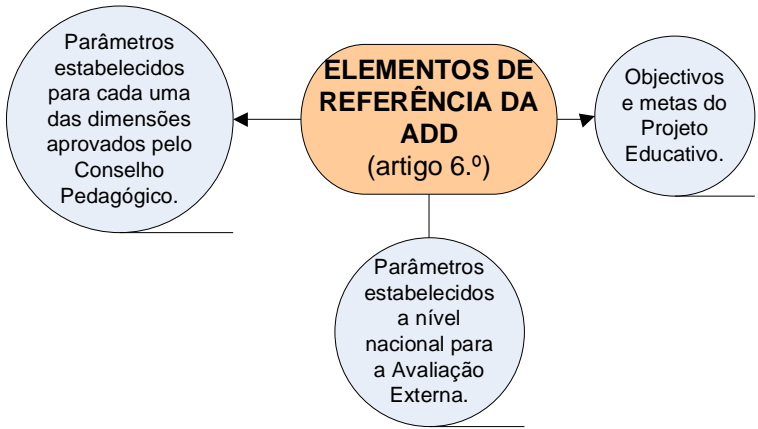 Parâmetros
estabelecidos
para cada uma
das dimensões
aprovados pelo
Conselho
Pedagógico.
ELEMENTOS DE
REFERÊNCIA DA
ADD
(artigo 6.º)
Objectivos
e metas do
Projeto
Educativo.
Parâmetros
estabelecidos
a nível
nacional para
a Avaliação
Externa.